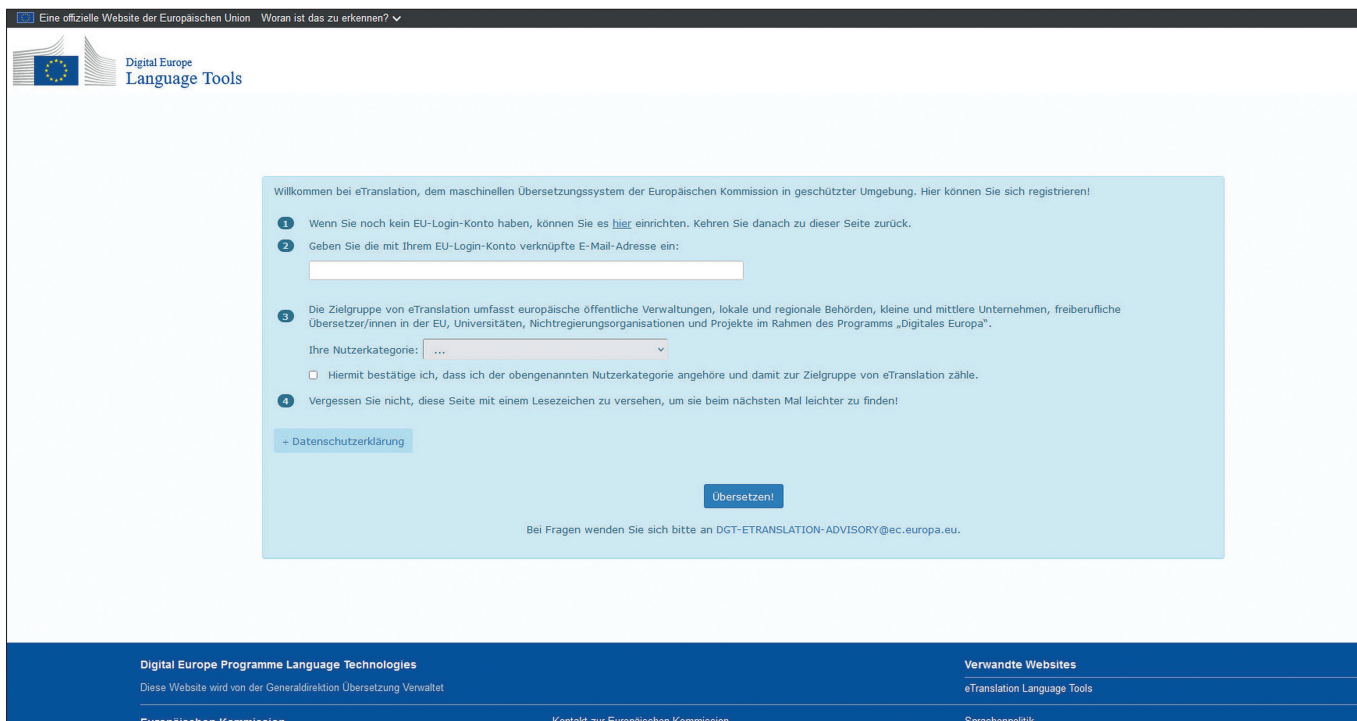 Eine offizielle Website der Europäischen Union Woran ist das zu erkennen?
Digital Europe
Language Tools
Willkommen bei eTranslation, dem maschinellen Übersetzungssystem der Europäischen Kommission in geschützter Umgebung. Hier können Sie sich registrieren!
1 Wenn Sie noch kein EU-Login-Konto haben, können Sie es hier einrichten. Kehren Sie danach zu dieser Seite zurück.
2 Geben Sie die mit Ihrem EU-Login-Konto verknüpfte E-Mail-Adresse ein:
3 Die Zielgruppe von eTranslation umfasst europäische öffentliche Verwaltungen, lokale und regionale Behörden, kleine und mittlere Unternehmen, freiberufliche
Übersetzer/innen in der EU, Universitäten, Nichtregierungsorganisationen und Projekte im Rahmen des Programms „Digitales Europa“.
Ihre Nutzerkategorie: ...
Hiermit bestätige ich, dass ich der obengenannten Nutzerkategorie angehöre und damit zur Zielgruppe von eTranslation zähle.
4 Vergessen Sie nicht, diese Seite mit einem Lesezeichen zu versehen, um sie beim nächsten Mal leichter zu finden!
+ Datenschutzerklärung
Übersetzen!
Bei Fragen wenden Sie sich bitte an DGT-ETRANSLATION-ADVISORY@ec.europa.eu.
Digital Europe Programme Language Technologies
Diese Website wird von der Generaldirektion Übersetzung Verwaltet
Verwandte Websites
eTranslation Language Tools
Europäischen Kommission
Kontakt zur Europäischen Kommission
Sprachenpolitik